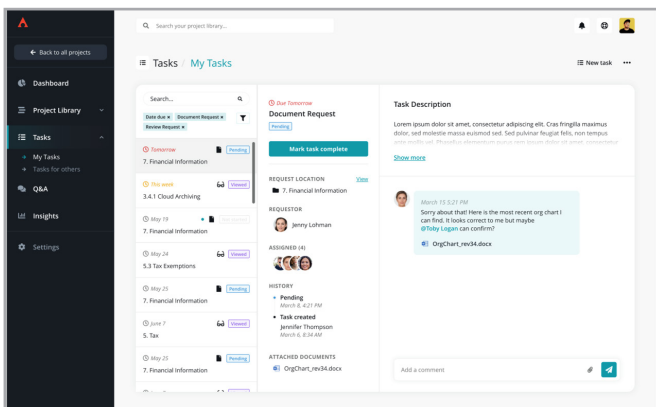 Search your project library...
← Back to all projects
Dashboard
Project Library
Tasks
→ My Tasks
→ Tasks for others
Q&A
Insights
Settings
Tasks / My Tasks
New task
Search...
Date due × Document Request ×
Review Request ×
Tomorrow Pending
7. Financial Information
This week Viewed
3.4.1 Cloud Archiving
May 19
7. Financial Information
May 24 Viewed
5.3 Tax Exemptions
May 25 Pending
7. Financial Information
June 7 Viewed
5. Tax
May 25 Pending
7. Financial Information
Due Tomorrow
Document Request
Pending
Mark task complete
REQUEST LOCATION View
7. Financial Information
REQUESTOR
Jenny Lohman
ASSIGNED (4)
HISTORY
• Pending
March 8, 4:21 PM
• Task created
Jennifer Thompson
March 6, 8:34 AM
ATTACHED DOCUMENTS
OrgChart_rev34.docx
Task Description
Lorem ipsum dolor sit amet, consectetur adipiscing elit. Cras fringilla maximus
dolor, sed molestie massa euismod sed. Sed pulvinar feugiat felis, non tempus
Show more
March 15 5:21 PM
Sorry about that! Here is the most recent org chart I
can find. It looks correct to me but maybe
@Toby Logan can confirm?
OrgChart_rev34.docx
Add a comment